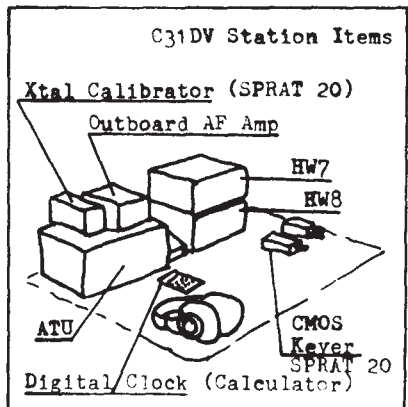 C31DV Station Items
Xtal Calibrator (SPRAT 20)
Outboard AF Amp
HW7
HW8
ATU
CMOS
Keyer
SPRAT 20
Digital Clock (Calculator)